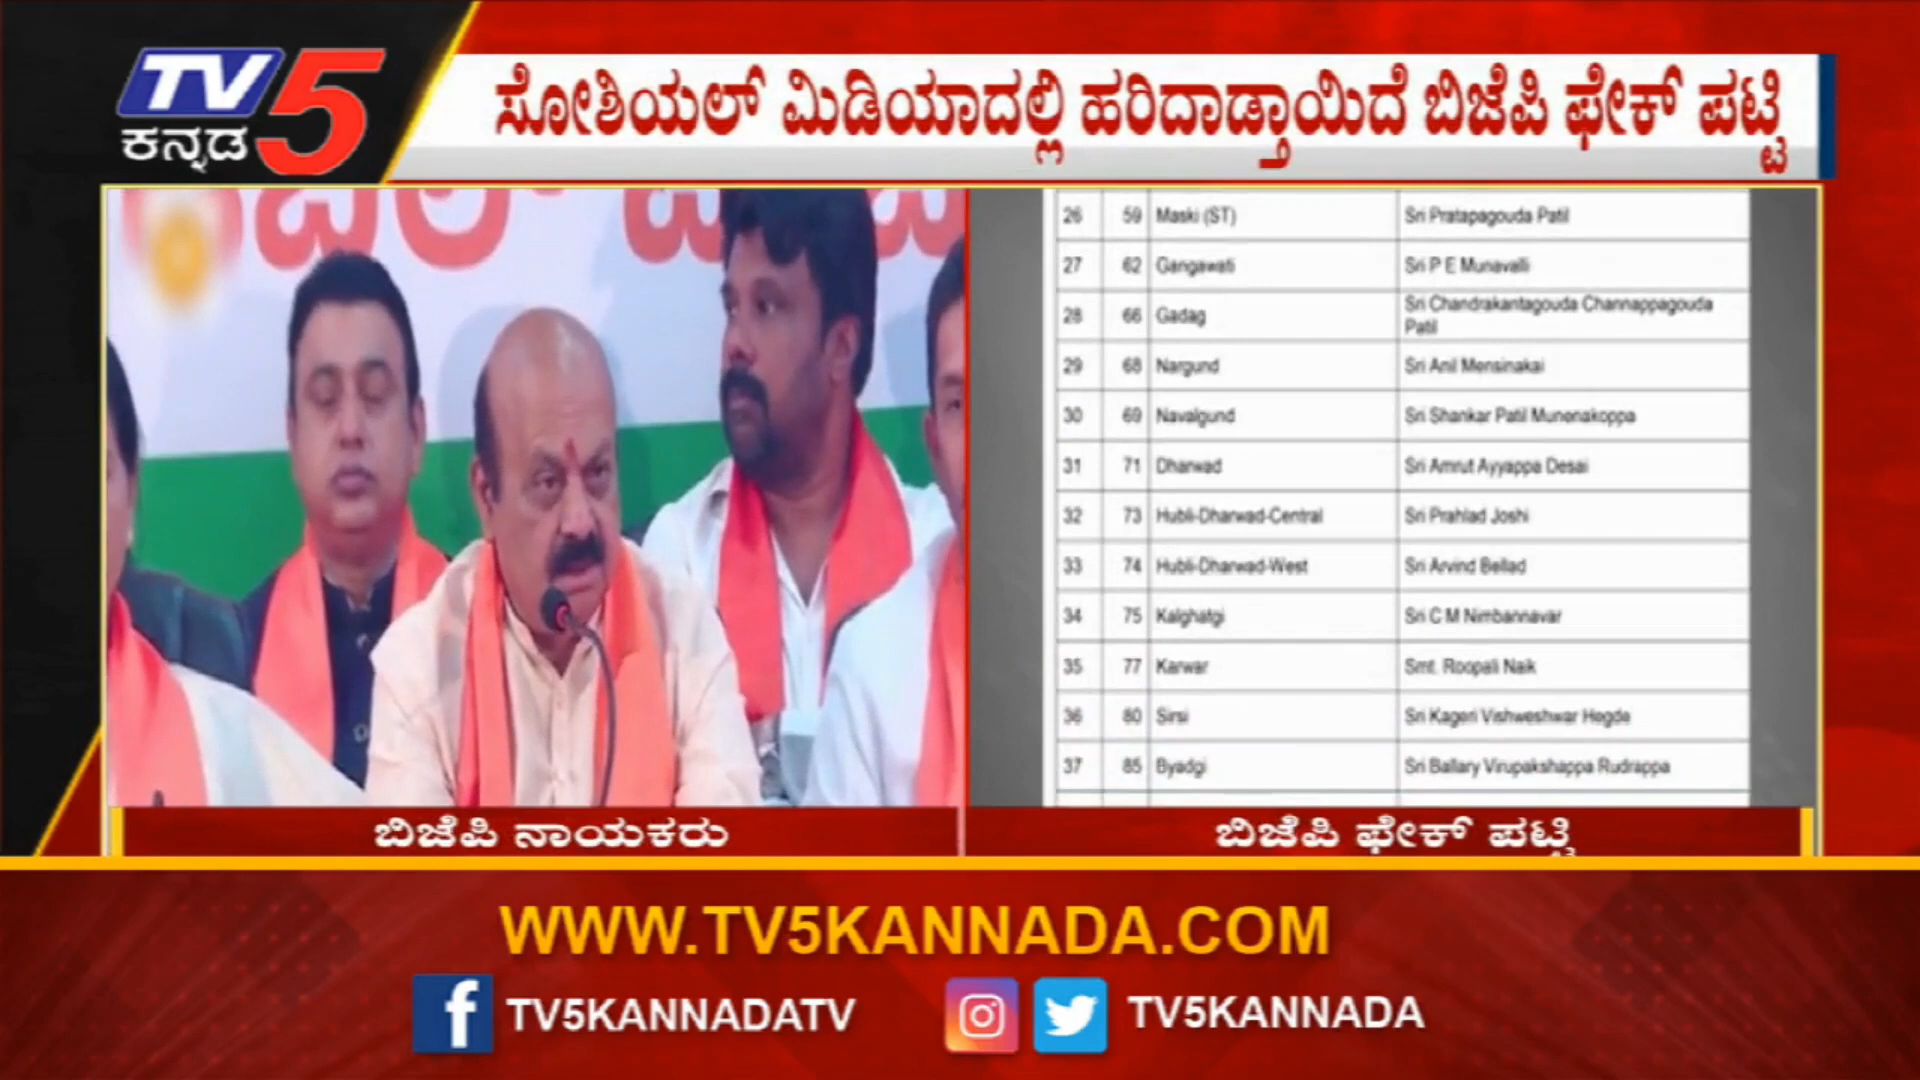 TV5
ಕನ್ನಡ
ಸೋಶಿಯಲ್ ಮಿಡಿಯಾದಲ್ಲಿ ಹರಿದಾಡ್ತಾಯಿದೆ ಬಿಜೆಪಿ ಫೇಕ್ ಪಟ್ಟಿ
26 59 Maski (ST) Sri Pratapagouda Patil
27 62 Gangawati Sri P E Munavalli
28 66 Gadag Sri Chandrakantagouda Channappagouda
Patil
29 68 Nargund Sri Anil Mensinakai
30 69 Navalgund Sri Shankar Patil Munenakoppa
31 71 Dharwad Sri Amrut Ayyappa Desai
32 73 Hubli-Dharwad-Central Sri Prahlad Joshi
33 74 Hubli-Dharwad-West Sri Arvind Bellad
34 75 Kalghatgi Sri C M Nimbannavar
35 77 Karwar Smt. Roopali Naik
36 80 Sirsi Sri Kageri Vishweshwar Hegde
37 85 Byadgi Sri Ballary Virupakshappa Rudrappa
ಬಿಜೆಪಿ ನಾಯಕರು
ಬಿಜೆಪಿ ಫೇಕ್ ಪಟ್ಟಿ
WWW.TV5KANNADA.COM
TV5KANNADATV
TV5KANNADA